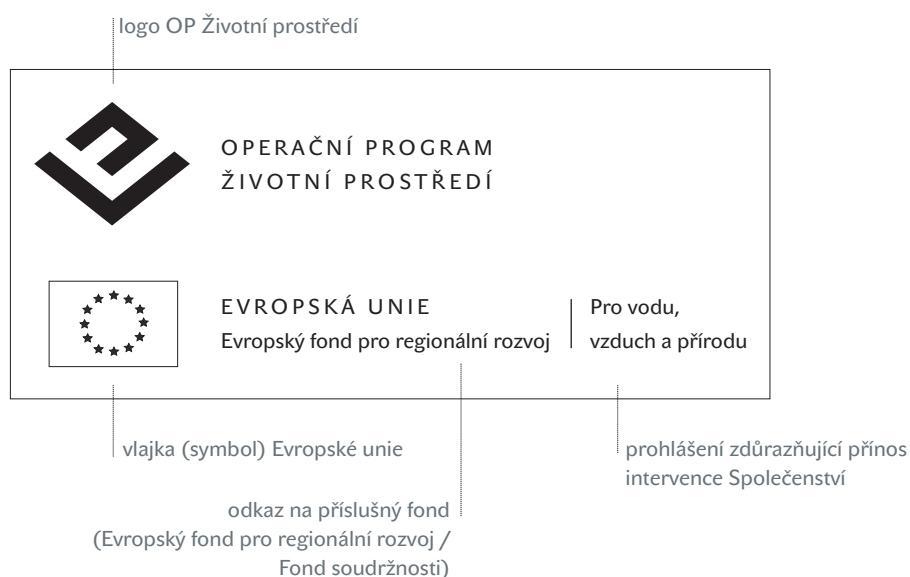 logo OP Životní prostředí
OPERAČNÍ PROGRAM
ŽIVOTNÍ PROSTŘEDÍ
EVROPSKÁ UNIE
Evropský fond pro regionální rozvoj
Pro vodu,
vzduch a přírodu
vlajka (symbol) Evropské unie
prohlášení zdůrazňující přínos
intervence Společenství
odkaz na příslušný fond
(Evropský fond pro regionální rozvoj /
Fond soudržnosti)